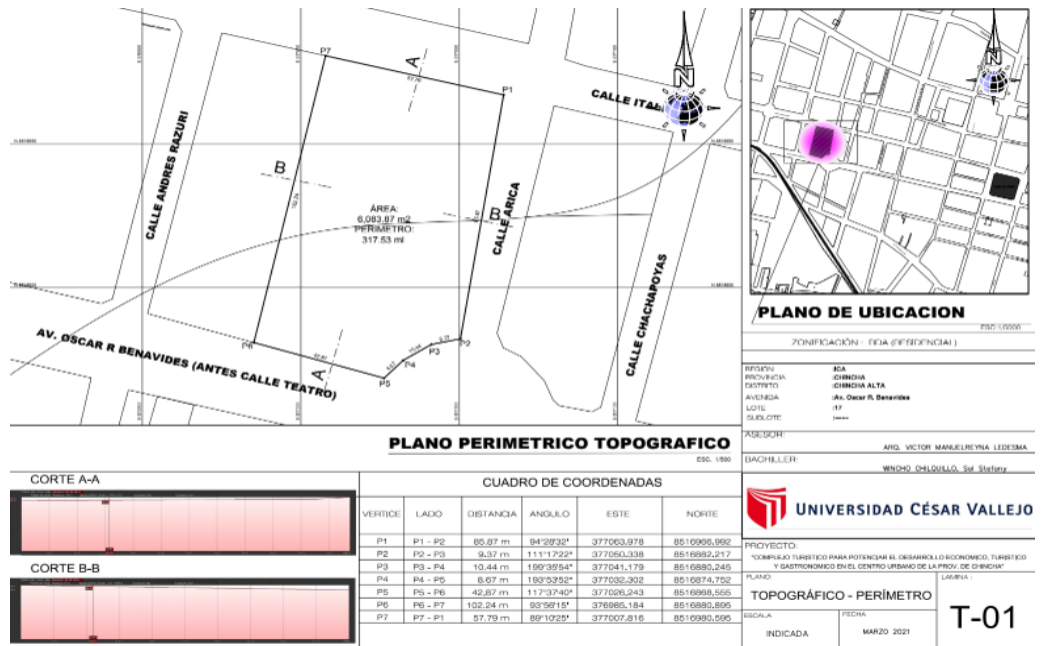 P7
A
57.79
P1
CALLE ITAL
N
CALLE ANDRES RAZURI
B
102.24
ÁREA:
6,083.87 m2
PERIMETRO:
317.53 ml
B
CALLE ARICA
CALLE CHACHAPOYAS
P6
P2
P3
P4
P5
A
AV. OSCAR R BENAVIDES (ANTES CALLE TEATRO)
PLANO PERIMETRICO TOPOGRAFICO
ESC. 1/500
N
PLANO DE UBICACION
ZONIFICACIÓN : RDA (RESIDENCIAL)
REGIÓN :ICA
PROVINCIA :CHINCHA
DISTRITO :CHINCHA ALTA
AVENIDA :Av. Oscar R. Benavides
LOTE :17
SUBLOTE :-----
ASESOR:
ARQ. VICTOR MANUELREYNA LEDESMA
BACHILLER:
WINCHO CHILQUILLO, Sol Stefany
UNIVERSIDAD CÉSAR VALLEJO
PROYECTO:
"COMPLEJO TURISTICO PARA POTENCIAR EL DESARROLLO ECONOMICO, TURISTICO
Y GASTRONOMICO EN EL CENTRO URBANO DE LA PROV. DE CHINCHA"
PLANO:
TOPOGRÁFICO - PERÍMETRO
LAMINA :
T-01
ESCALA
INDICADA
FECHA
MARZO 2021
CORTE A-A
CORTE B-B
CUADRO DE COORDENADAS
VERTICE LADO DISTANCIA ANGULO ESTE NORTE
P1 P1 - P2 85.87 m 94°28'32" 377063.978 8516966.992
P2 P2 - P3 9.37 m 111°17'22" 377050.338 8516882.217
P3 P3 - P4 10.44 m 199°35'54" 377041.179 8516880.245
P4 P4 - P5 8.67 m 193°53'52" 377032.302 8516874.752
P5 P5 - P6 42.87 m 117°37'40" 377026.243 8516868.555
P6 P6 - P7 102.24 m 93°56'15" 376985.184 8516880.895
P7 P7 - P1 57.79 m 89°10'25" 377007.816 8516980.595